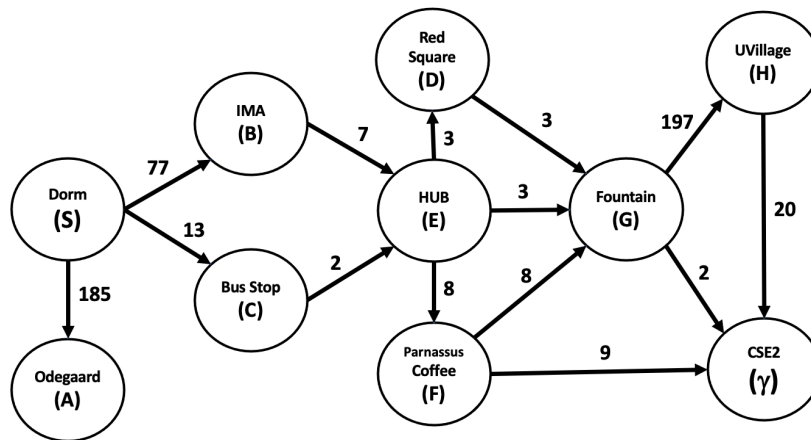 Red
Square
(D)
UVillage
(H)
IMA
(B)
3
197
77
7
3
Dorm
(S)
HUB
(E)
3
Fountain
(G)
20
13
2
Bus Stop
(C)
8
8
2
185
Parnassus
Coffee
(F)
9
CSE2
(γ)
Odegaard
(A)